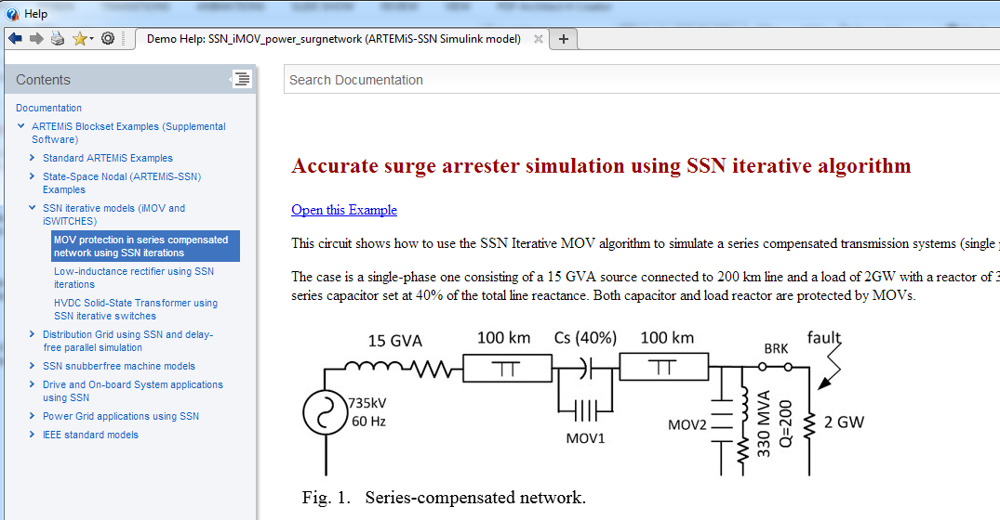 Help
Demo Help: SSN_iMOV_power_surgnetwork (ARTEMiS-SSN Simulink model)
Contents
Search Documentation
Documentation
ARTEMiS Blockset Examples (Supplemental
Software)
Standard ARTEMiS Examples
State-Space Nodal (ARTEMiS-SSN)
Examples
SSN iterative models (iMOV and
iSWITCHES)
MOV protection in series compensated
network using SSN iterations
Low-inductance rectifier using SSN
iterations
HVDC Solid-State Transformer using
SSN iterative switches
Distribution Grid using SSN and delay-
free parallel simulation
SSN snubberfree machine models
Drive and On-board System applications
using SSN
Power Grid applications using SSN
IEEE standard models
Accurate surge arrester simulation using SSN iterative algorithm
Open this Example
This circuit shows how to use the SSN Iterative MOV algorithm to simulate a series compensated transmission systems (single
The case is a single-phase one consisting of a 15 GVA source connected to 200 km line and a load of 2GW with a reactor of 3
series capacitor set at 40% of the total line reactance. Both capacitor and load reactor are protected by MOVs.
15 GVA
100 km
Cs (40%)
100 km
BRK
fault
735kV
60 Hz
MOV1
MOV2
330 MVA
Q=200
2 GW
Fig. 1. Series-compensated network.